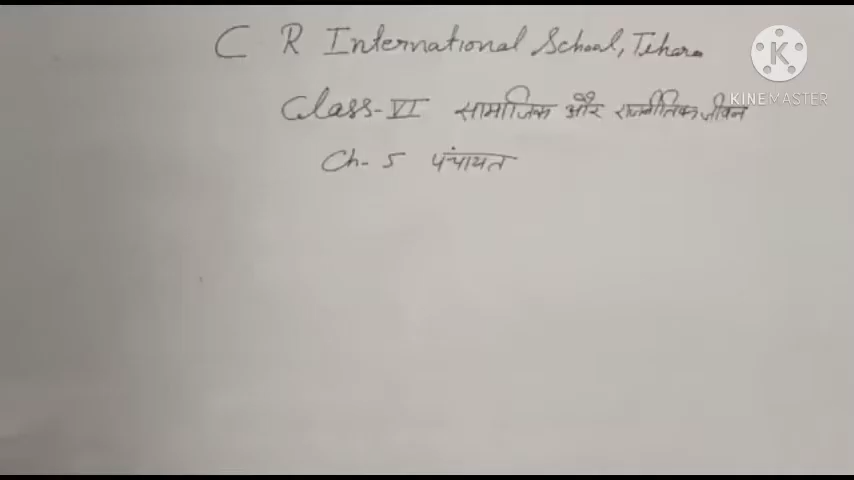 C R International School, Tihara
Class-VI सामाजिक और राजनीतिक जीवन
Ch- 5 पंचायत
K
KINEMASTER